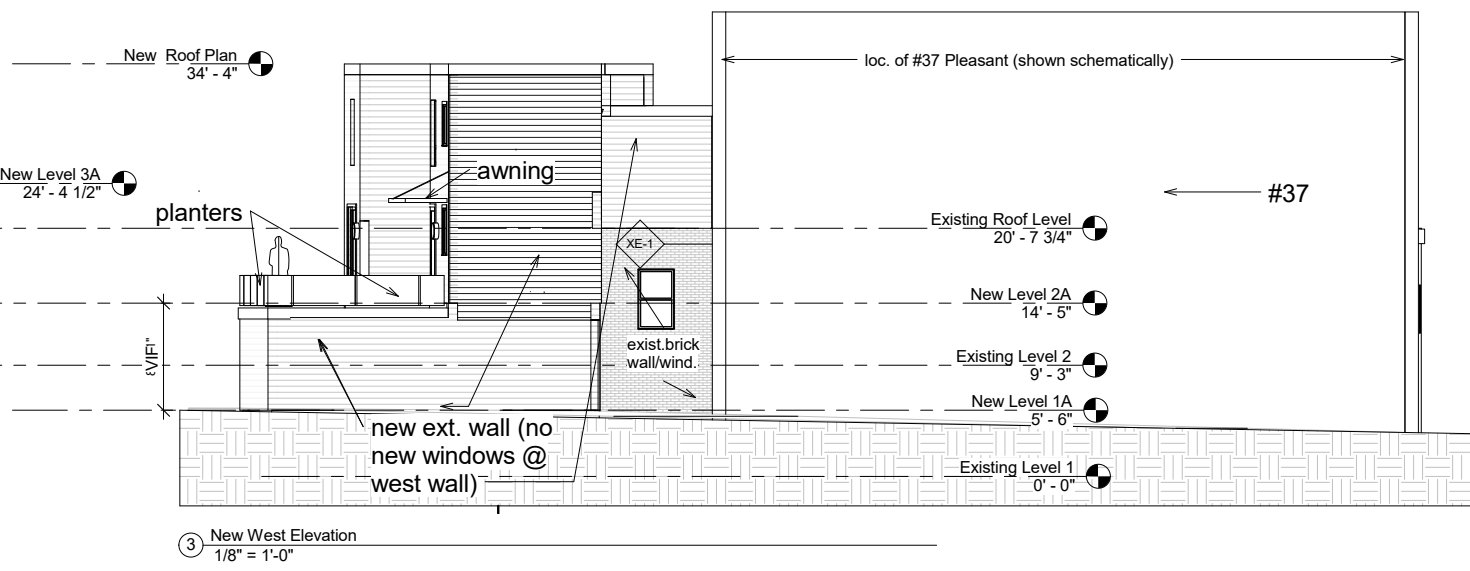 New Roof Plan
34' - 4"
loc. of #37 Pleasant (shown schematically)
New Level 3A
24' - 4 1/2"
awning
planters
#37
Existing Roof Level
20' - 7 3/4"
XE-1
New Level 2A
14' - 5"
exist.brick
wall/wind.
Existing Level 2
9' - 3"
New Level 1A
5' - 6"
new ext. wall (no
new windows @
west wall)
Existing Level 1
0' - 0"
3
New West Elevation
1/8" = 1'-0"